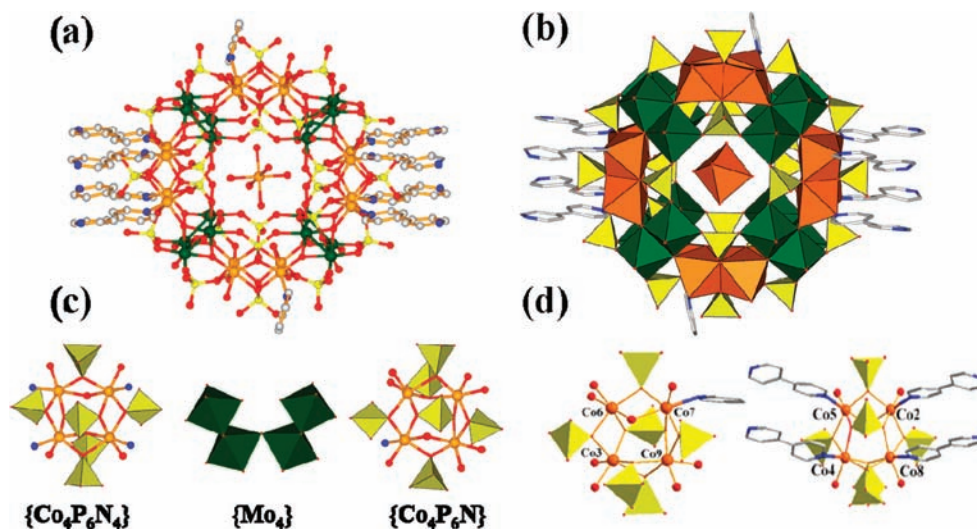 (a) (b)
(c) (d)
Co6 Co7
Co3 Co9
Co5 Co2
Co4 Co8
{Co₄P₆N₄} {Mo₄} {Co₄P₆N}